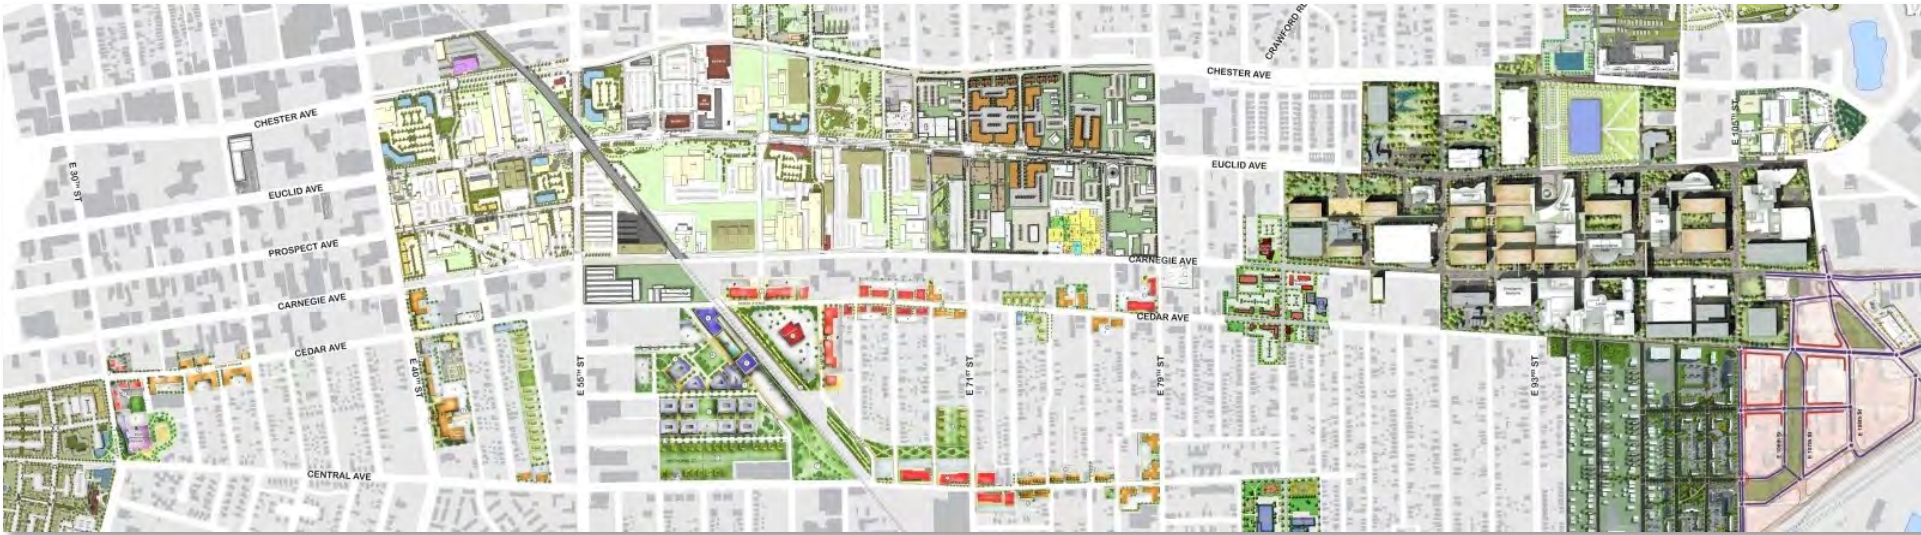 CRAWFORD RD
CHESTER AVE
CHESTER AVE
E 105TH ST
EUCLID AVE
E 30TH ST
EUCLID AVE
PROSPECT AVE
CARNEGIE AVE
CARNEGIE AVE
CEDAR AVE
CEDAR AVE
E 40TH ST
E 55TH ST
E 71ST ST
E 79TH ST
E 93RD ST
CENTRAL AVE